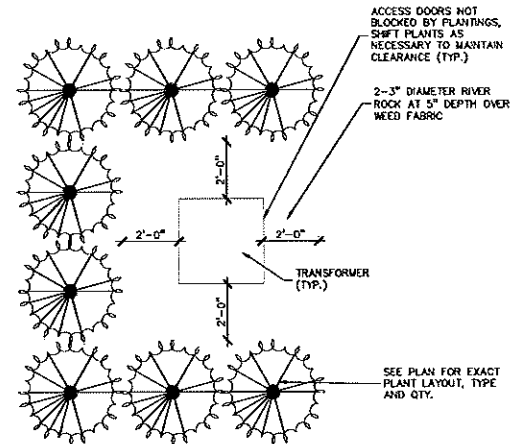 ACCESS DOORS NOT
BLOCKED BY PLANTINGS,
SHIFT PLANTS AS
NECESSARY TO MAINTAIN
CLEARANCE (TYP.)
2-3" DIAMETER RIVER
ROCK AT 5" DEPTH OVER
WEED FABRIC
2'-0"
2'-0"
2'-0"
TRANSFORMER
(TYP.)
2'-0"
SEE PLAN FOR EXACT
PLANT LAYOUT, TYPE
AND QTY.